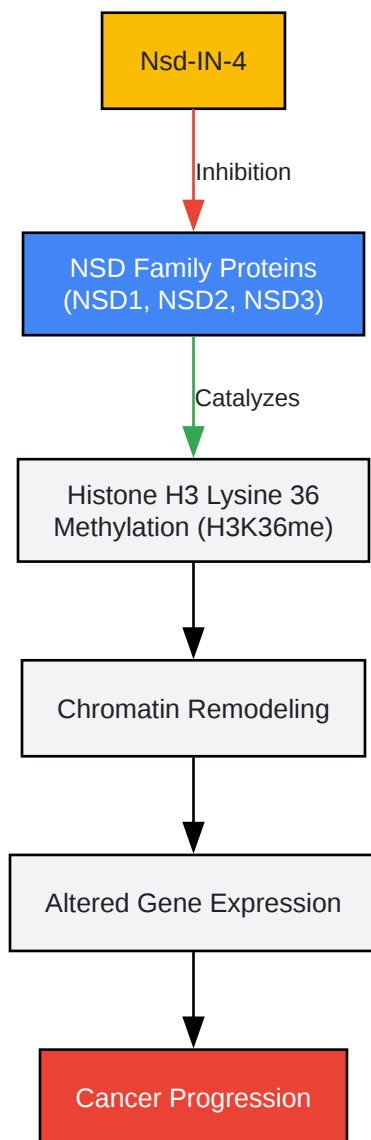 Nsd-IN-4
Inhibition
NSD Family Proteins
(NSD1, NSD2, NSD3)
Catalyzes
Histone H3 Lysine 36
Methylation (H3K36me)
Chromatin Remodeling
Altered Gene Expression
Cancer Progression